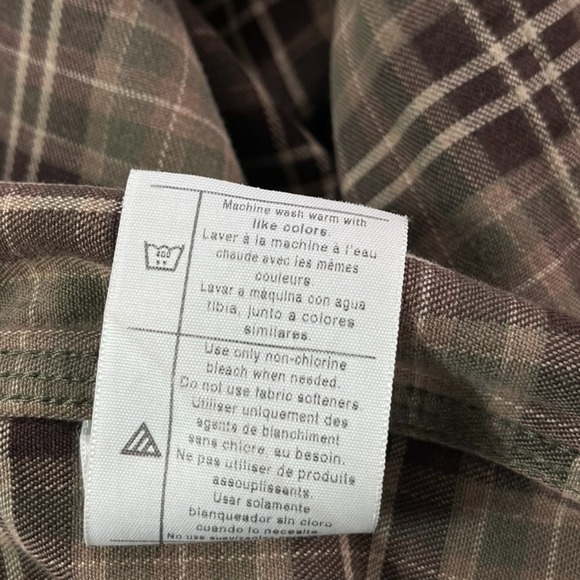 Machine wash warm with
like colors.
Laver à la machine à l'eau
chaude avec les mêmes
couleurs.
Lavar a máquina con agua
tibia, junto a colores
similares.
Use only non-chlorine
bleach when needed.
Do not use fabric softeners.
Utiliser uniquement des
agents de blanchiment
sans chlore, au besoin.
Ne pas utiliser de produits
assouplissants.
Usar solamente
blanqueador sin cloro
cuando lo necesite
No use